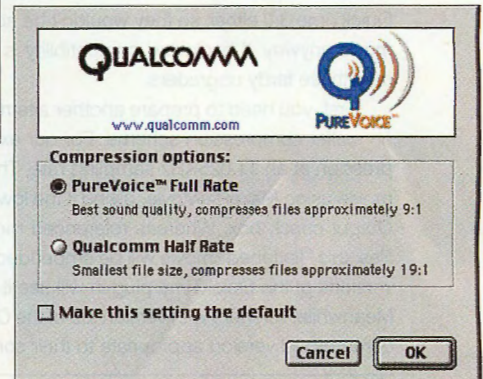 QUALCOMM
www.qualcomm.com
PUREVOICE™
Compression options:
PureVoice™ Full Rate
Best sound quality, compresses files approximately 9:1
Qualcomm Half Rate
Smallest file size, compresses files approximately 19:1
Make this setting the default
Cancel
OK